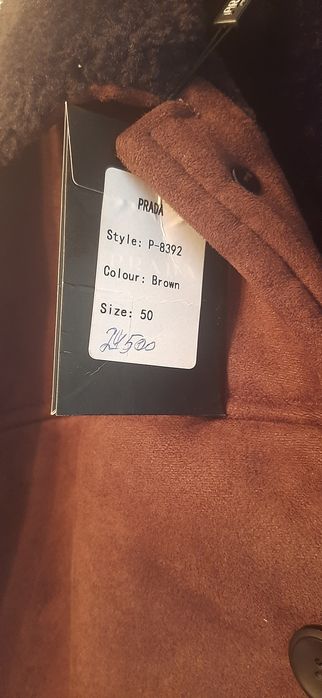 PRADA
Style: P-8392
Colour: Brown
Size: 50
24500